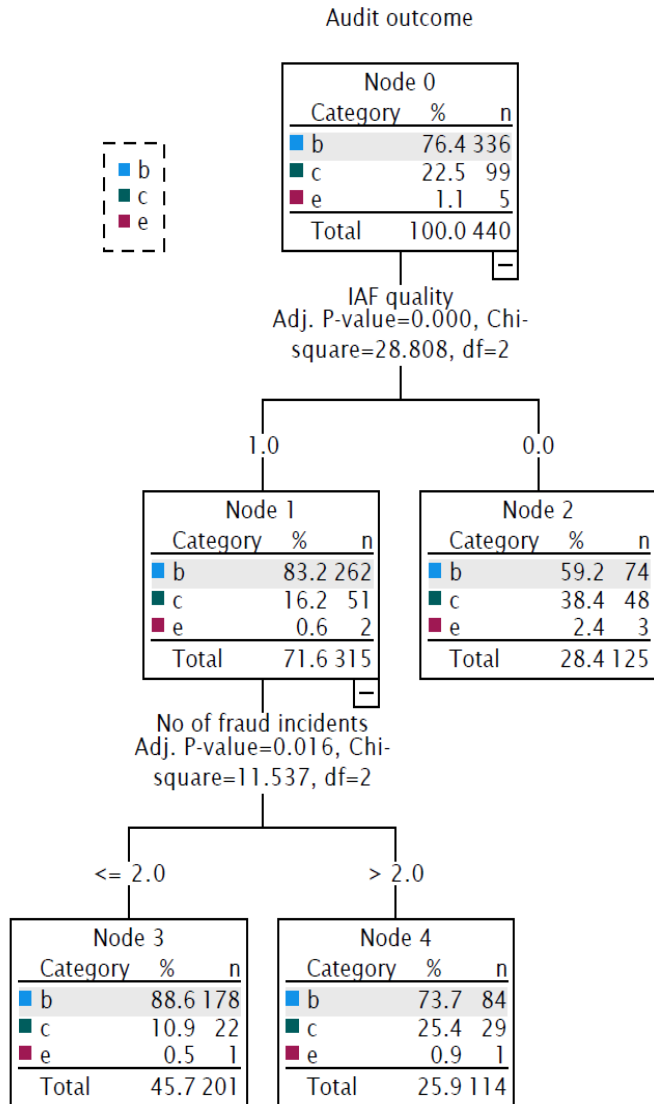 Audit outcome
Node 0
Category % n
b 76.4 336
c 22.5 99
e 1.1 5
Total 100.0 440
b
c
e
IAF quality
Adj. P-value=0.000, Chi-
square=28.808, df=2
1.0
0.0
Node 1
Category % n
b 83.2 262
c 16.2 51
e 0.6 2
Total 71.6 315
Node 2
Category % n
b 59.2 74
c 38.4 48
e 2.4 3
Total 28.4 125
No of fraud incidents
Adj. P-value=0.016, Chi-
square=11.537, df=2
<= 2.0
> 2.0
Node 3
Category % n
b 88.6 178
c 10.9 22
e 0.5 1
Total 45.7 201
Node 4
Category % n
b 73.7 84
c 25.4 29
e 0.9 1
Total 25.9 114